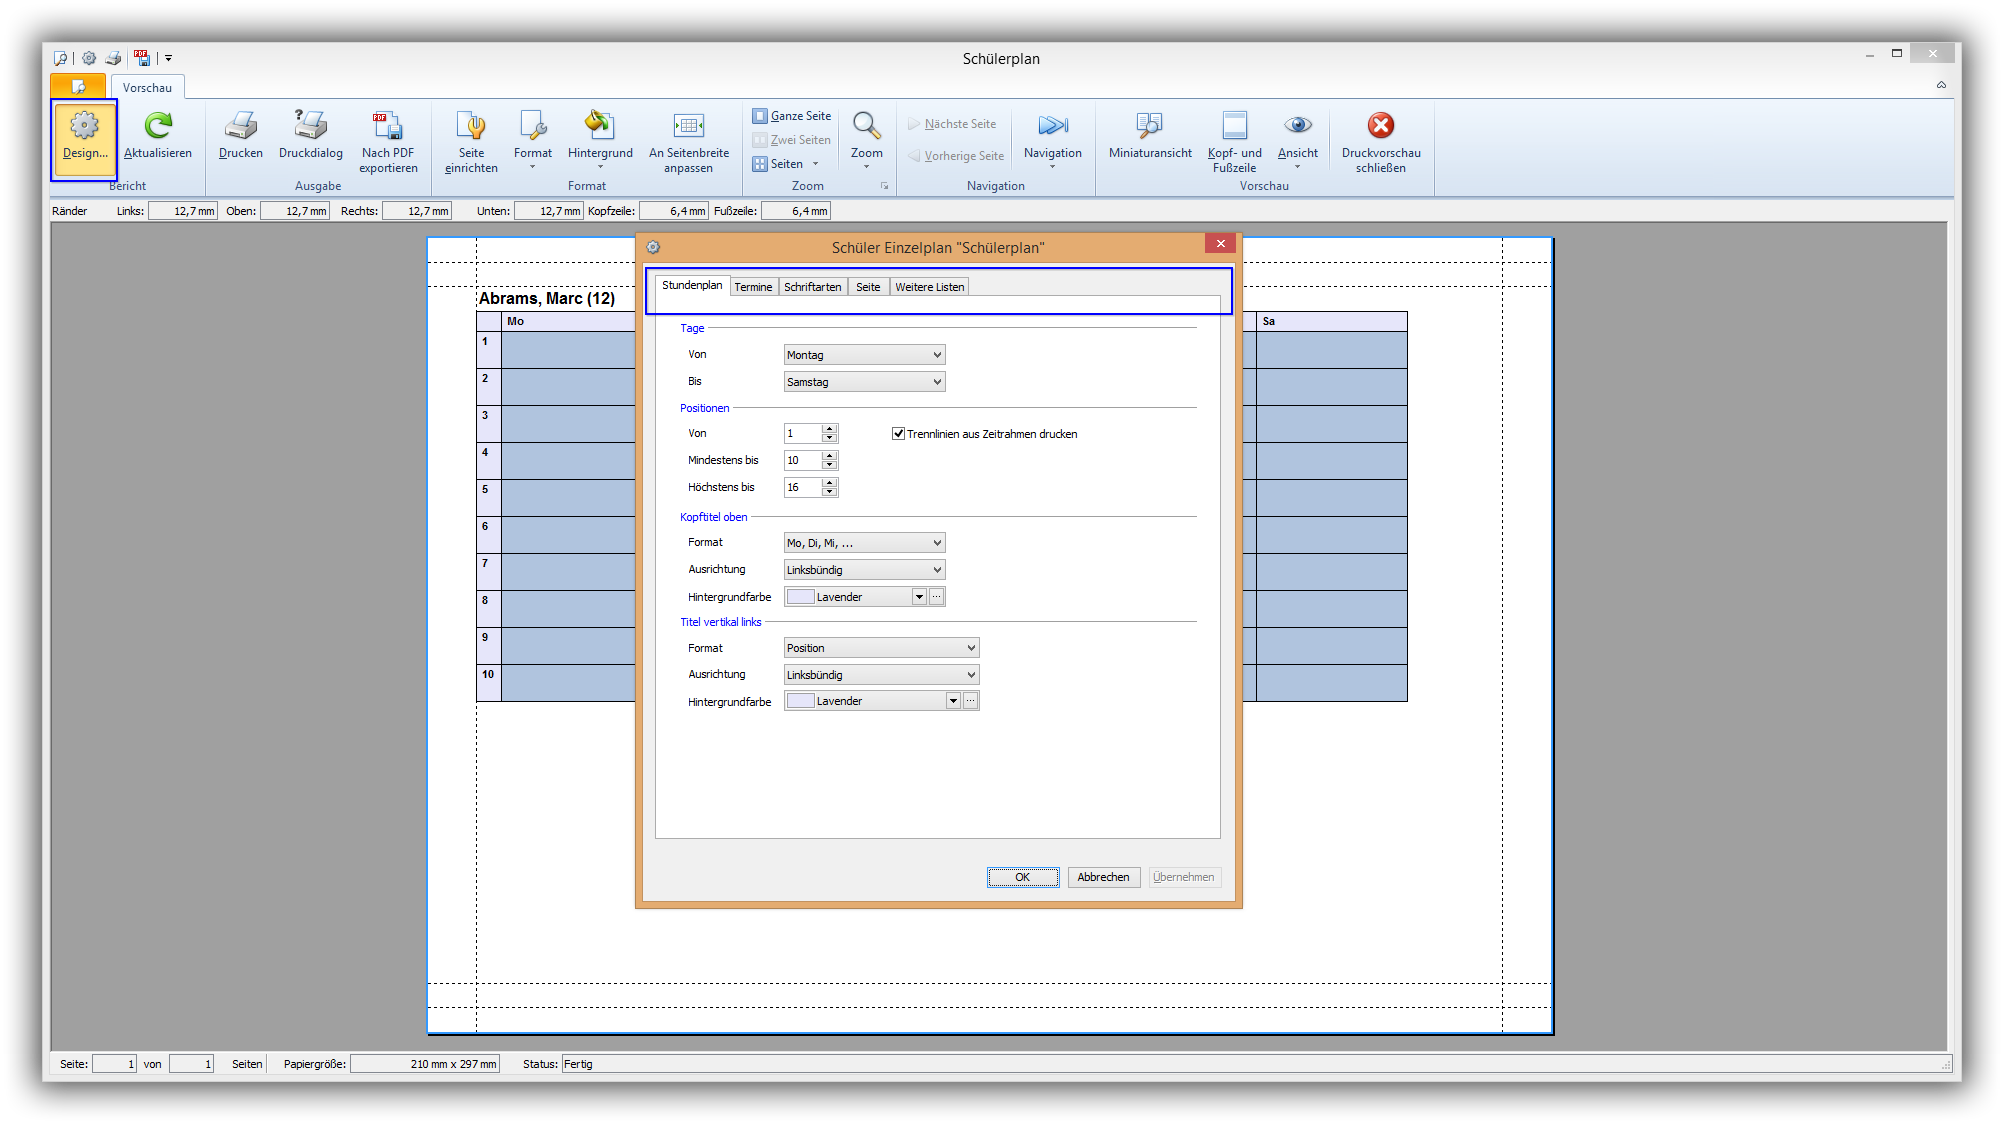 Schülerplan
Vorschau
Design...
Aktualisieren
Bericht
Drucken
Druckdialog
Nach PDF
exportieren
Ausgabe
Seite
einrichten
Format
Hintergrund
An Seitenbreite
anpassen
Format
Ganze Seite
Zwei Seiten
Seiten
Zoom
Zoom
Nächste Seite
Vorherige Seite
Navigation
Navigation
Miniaturansicht
Kopf- und
Fußzeile
Ansicht
Druckvorschau
schließen
Vorschau
Ränder Links: 12,7 mm Oben: 12,7 mm Rechts: 12,7 mm Unten: 12,7 mm Kopfzeile: 6,4 mm Fußzeile: 6,4 mm
Abrams, Marc (12)
Mo
Sa
1
2
3
4
5
6
7
8
9
10
Schüler Einzelplan "Schülerplan"
Stundenplan Termine Schriftarten Seite Weitere Listen
Tage
Von Montag
Bis Samstag
Positionen
Von 1 Trennlinien aus Zeitrahmen drucken
Mindestens bis 10
Höchstens bis 16
Kopftitel oben
Format Mo, Di, Mi, ...
Ausrichtung Linksbündig
Hintergrundfarbe Lavender ...
Titel vertikal links
Format Position
Ausrichtung Linksbündig
Hintergrundfarbe Lavender ...
OK Abbrechen Übernehmen
Seite: 1 von 1 Seiten Papiergröße: 210 mm x 297 mm Status: Fertig